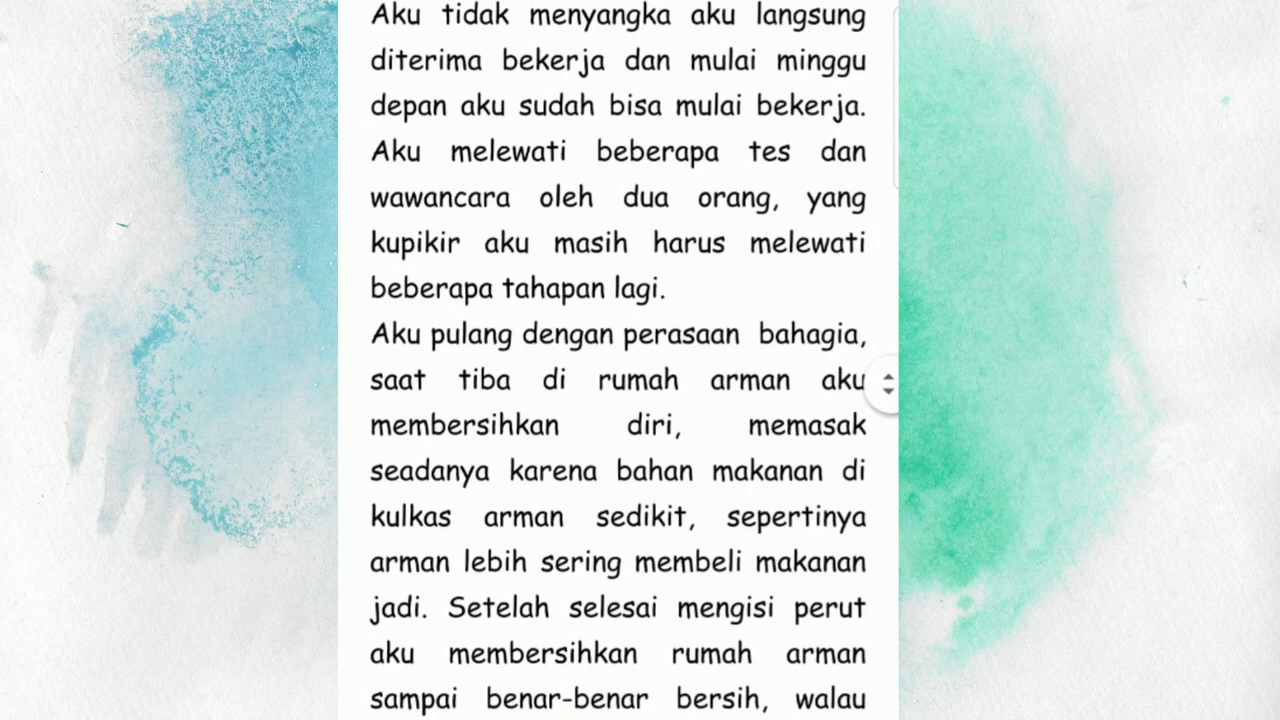 Aku tidak menyangka aku langsung
diterima bekerja dan mulai minggu
depan aku sudah bisa mulai bekerja.
Aku melewati beberapa tes dan
wawancara oleh dua orang, yang
kupikir aku masih harus melewati
beberapa tahapan lagi.
Aku pulang dengan perasaan bahagia,
saat tiba di rumah arman aku
membersihkan diri, memasak
seadanya karena bahan makanan di
kulkas arman sedikit, sepertinya
arman lebih sering membeli makanan
jadi. Setelah selesai mengisi perut
aku membersihkan rumah arman
sampai benar-benar bersih, walau